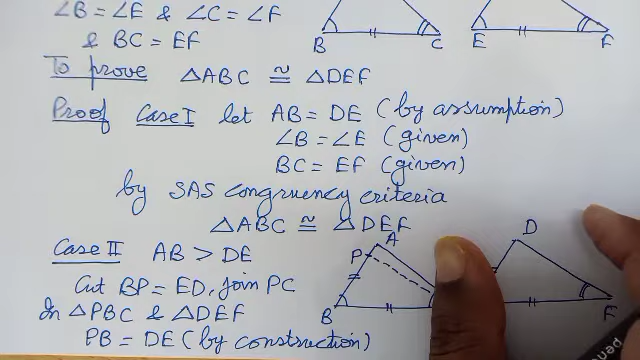 ∠B = ∠E & ∠C = ∠F
& BC = EF
B C E F
To prove △ABC ≅ △DEF
Proof Case I let AB = DE (by assumption)
∠B = ∠E (given)
BC = EF (given)
by SAS congruency criteria
△ABC ≅ △DEF
Case II AB > DE
Cut BP = ED, Join PC
In △PBC & △DEF
PB = DE (by construction)
A
P
B
D
F